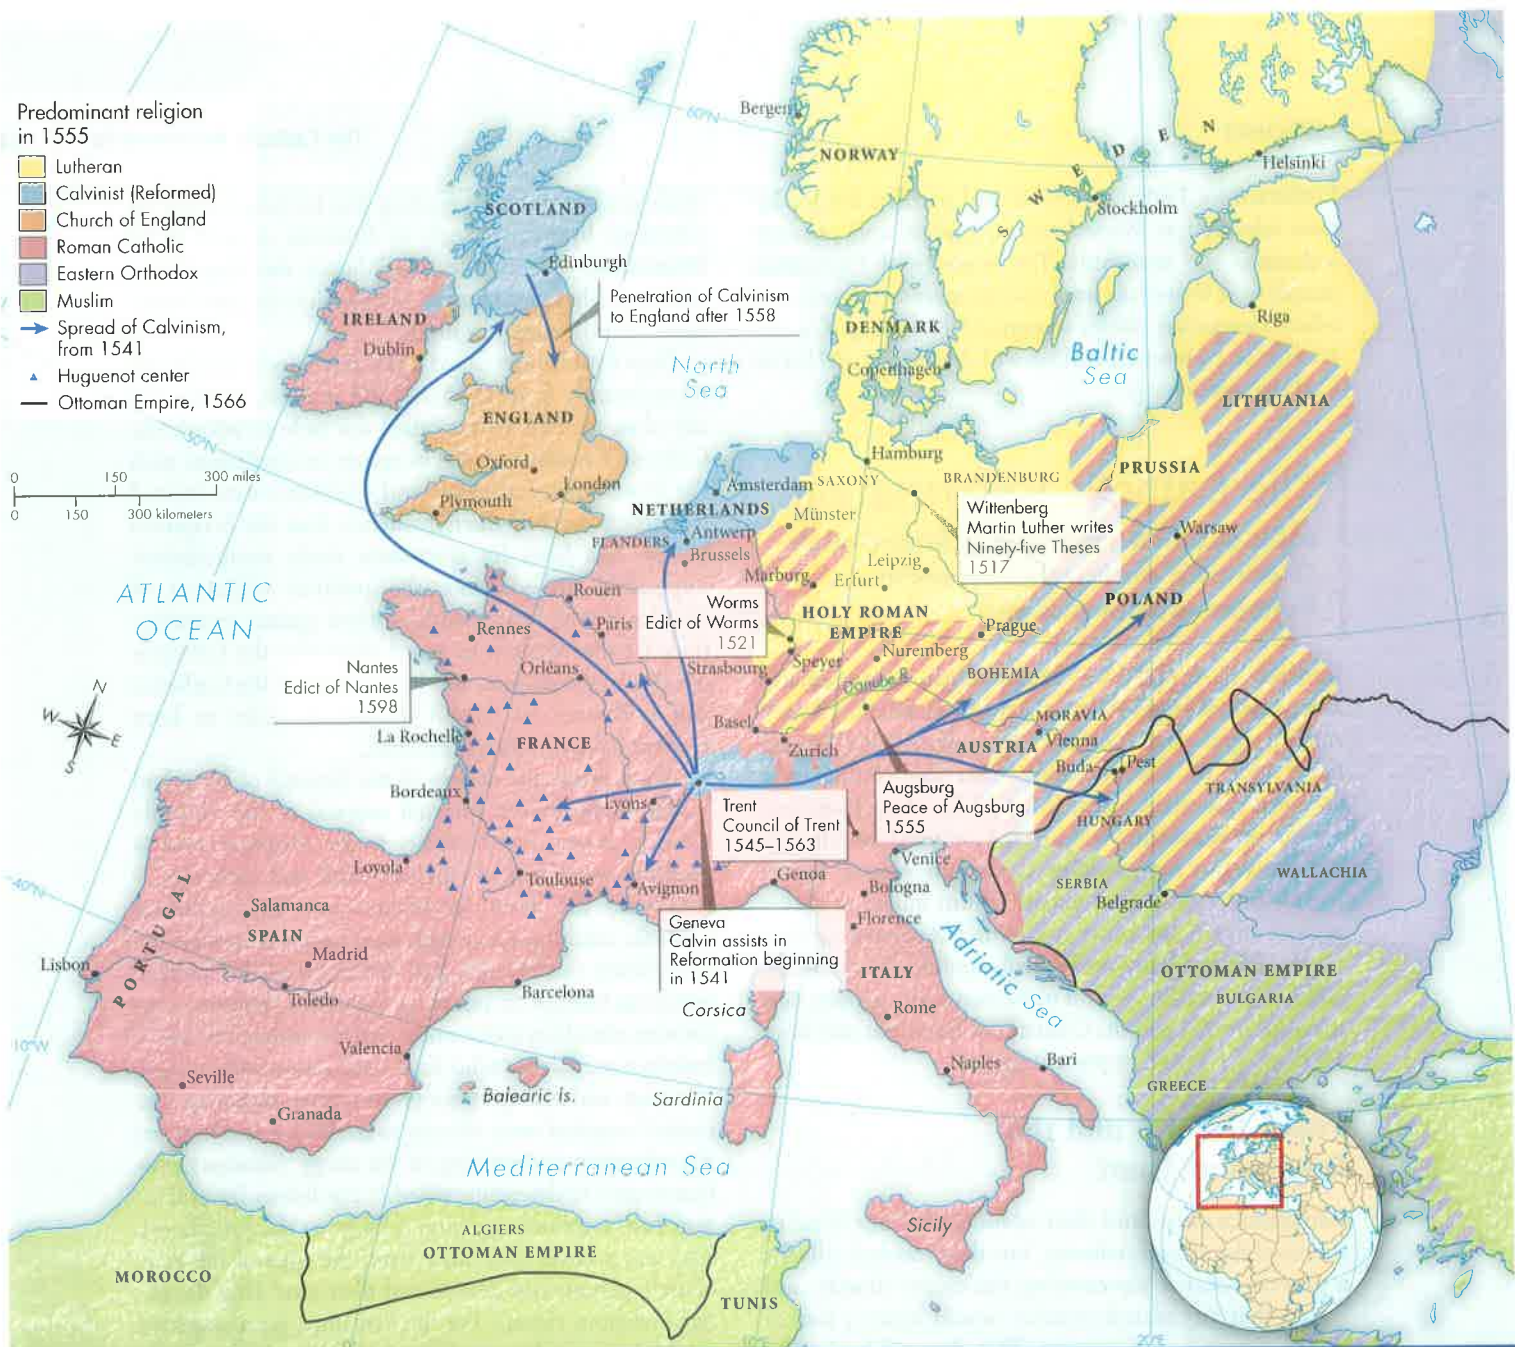 Predominant religion
in 1555
Lutheran
Calvinist (Reformed)
Church of England
Roman Catholic
Eastern Orthodox
Muslim
Spread of Calvinism,
from 1541
Huguenot center
Ottoman Empire, 1566
0 150 300 miles
0 150 300 kilometers
60°N
50°N
40°N
10°W
0°
10°E
20°E
N
W
E
S
ATLANTIC
OCEAN
North
Sea
Baltic
Sea
Adriatic Sea
Mediterranean Sea
Bergen
NORWAY
SWEDEN
Helsinki
Stockholm
SCOTLAND
Edinburgh
Penetration of Calvinism
to England after 1558
IRELAND
Dublin
DENMARK
Copenhagen
Riga
LITHUANIA
ENGLAND
Oxford
London
Plymouth
Hamburg
Amsterdam
SAXONY
BRANDENBURG
PRUSSIA
NETHERLANDS
Münster
Wittenberg
Martin Luther writes
Ninety-five Theses
1517
Warsaw
FLANDERS
Antwerp
Brussels
Leipzig
Marburg
Erfurt
POLAND
Rouen
Worms
Edict of Worms
1521
HOLY ROMAN
EMPIRE
Prague
Paris
Rennes
Speyer
Nuremberg
BOHEMIA
Nantes
Edict of Nantes
1598
Orléans
Strasbourg
Danube R.
MORAVIA
La Rochelle
FRANCE
Basel
Zurich
AUSTRIA
Vienna
Buda
Pest
TRANSYLVANIA
Bordeaux
Lyons
Trent
Council of Trent
1545–1563
Augsburg
Peace of Augsburg
1555
HUNGARY
Loyola
Toulouse
Avignon
Genoa
Venice
Bologna
SERBIA
Belgrade
WALLACHIA
PORTUGAL
Salamanca
SPAIN
Madrid
Geneva
Calvin assists in
Reformation beginning
in 1541
Florence
ITALY
OTTOMAN EMPIRE
BULGARIA
Lisbon
Toledo
Barcelona
Corsica
Rome
Valencia
Seville
Granada
Balearic Is.
Sardinia
Naples
Bari
GREECE
Sicily
MOROCCO
ALGIERS
OTTOMAN EMPIRE
TUNIS